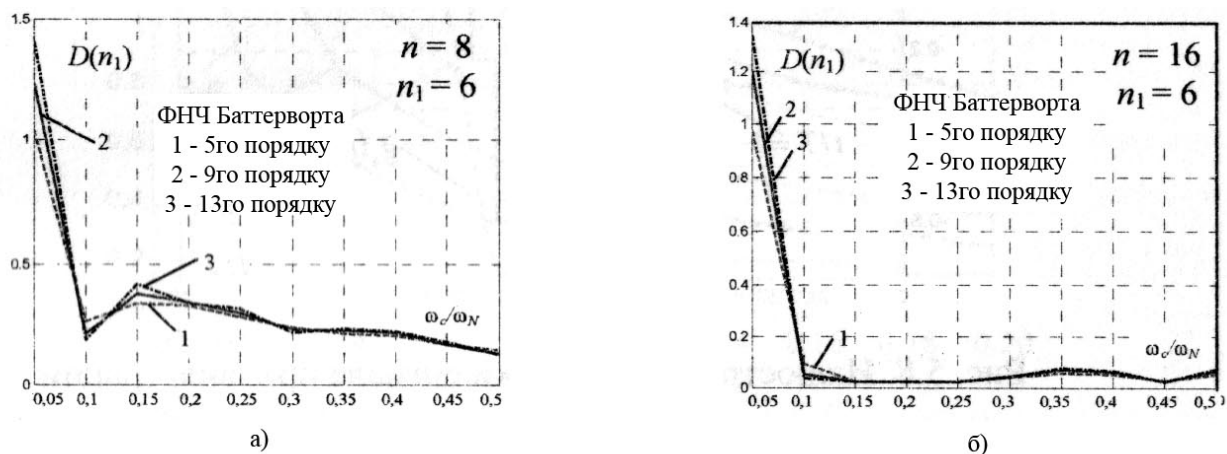 1.5
D(n₁)
n = 8
n₁ = 6
ФНЧ Баттерворта
1 - 5го порядку
2 - 9го порядку
3 - 13го порядку
1
2
0.5
3
1
ω_c/ω_N
0
0,05 0,1 0,15 0,2 0,25 0,3 0,35 0,4 0,45 0,5
а)
1.4
D(n₁)
n = 16
n₁ = 6
1.2
ФНЧ Баттерворта
1 - 5го порядку
2 - 9го порядку
3 - 13го порядку
2
3
1
0.8
0.6
0.4
0.2
1
ω_c/ω_N
0
0,05 0,1 0,15 0,2 0,25 0,3 0,35 0,4 0,45 0,5
б)